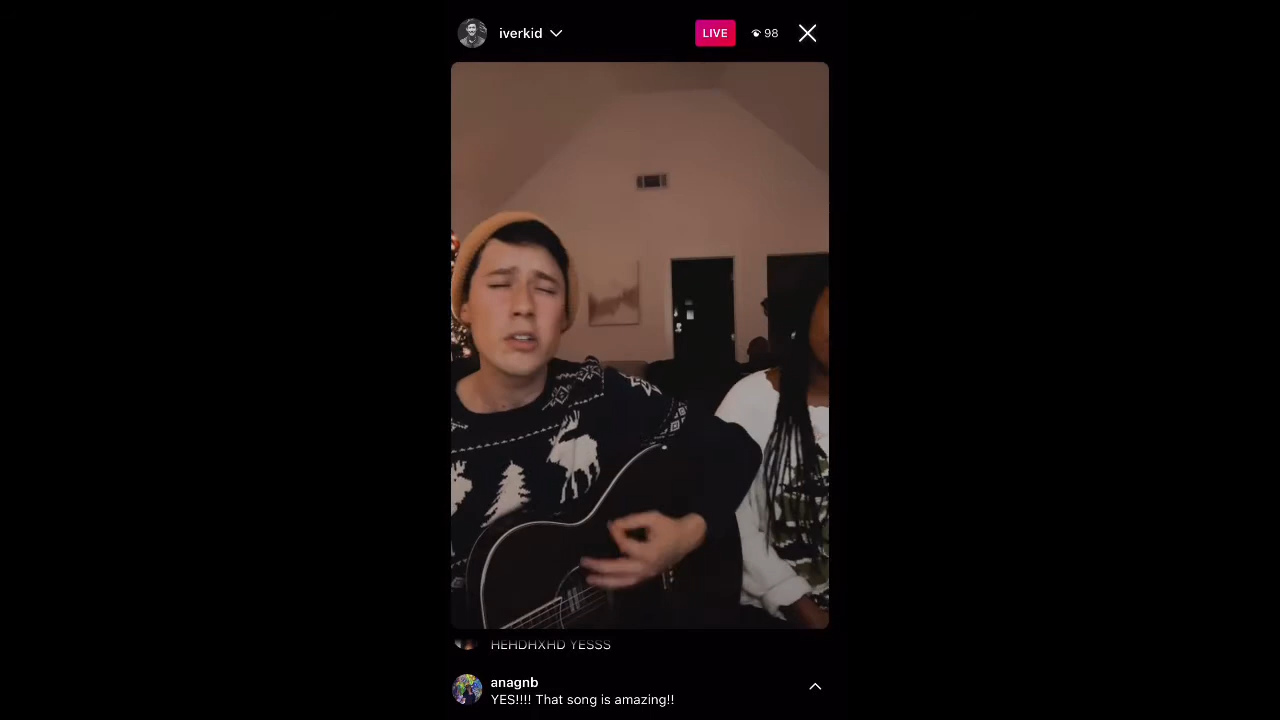 iverkid
LIVE
98
HEHDHXHD YESSS
anagnb
YES!!!! That song is amazing!!